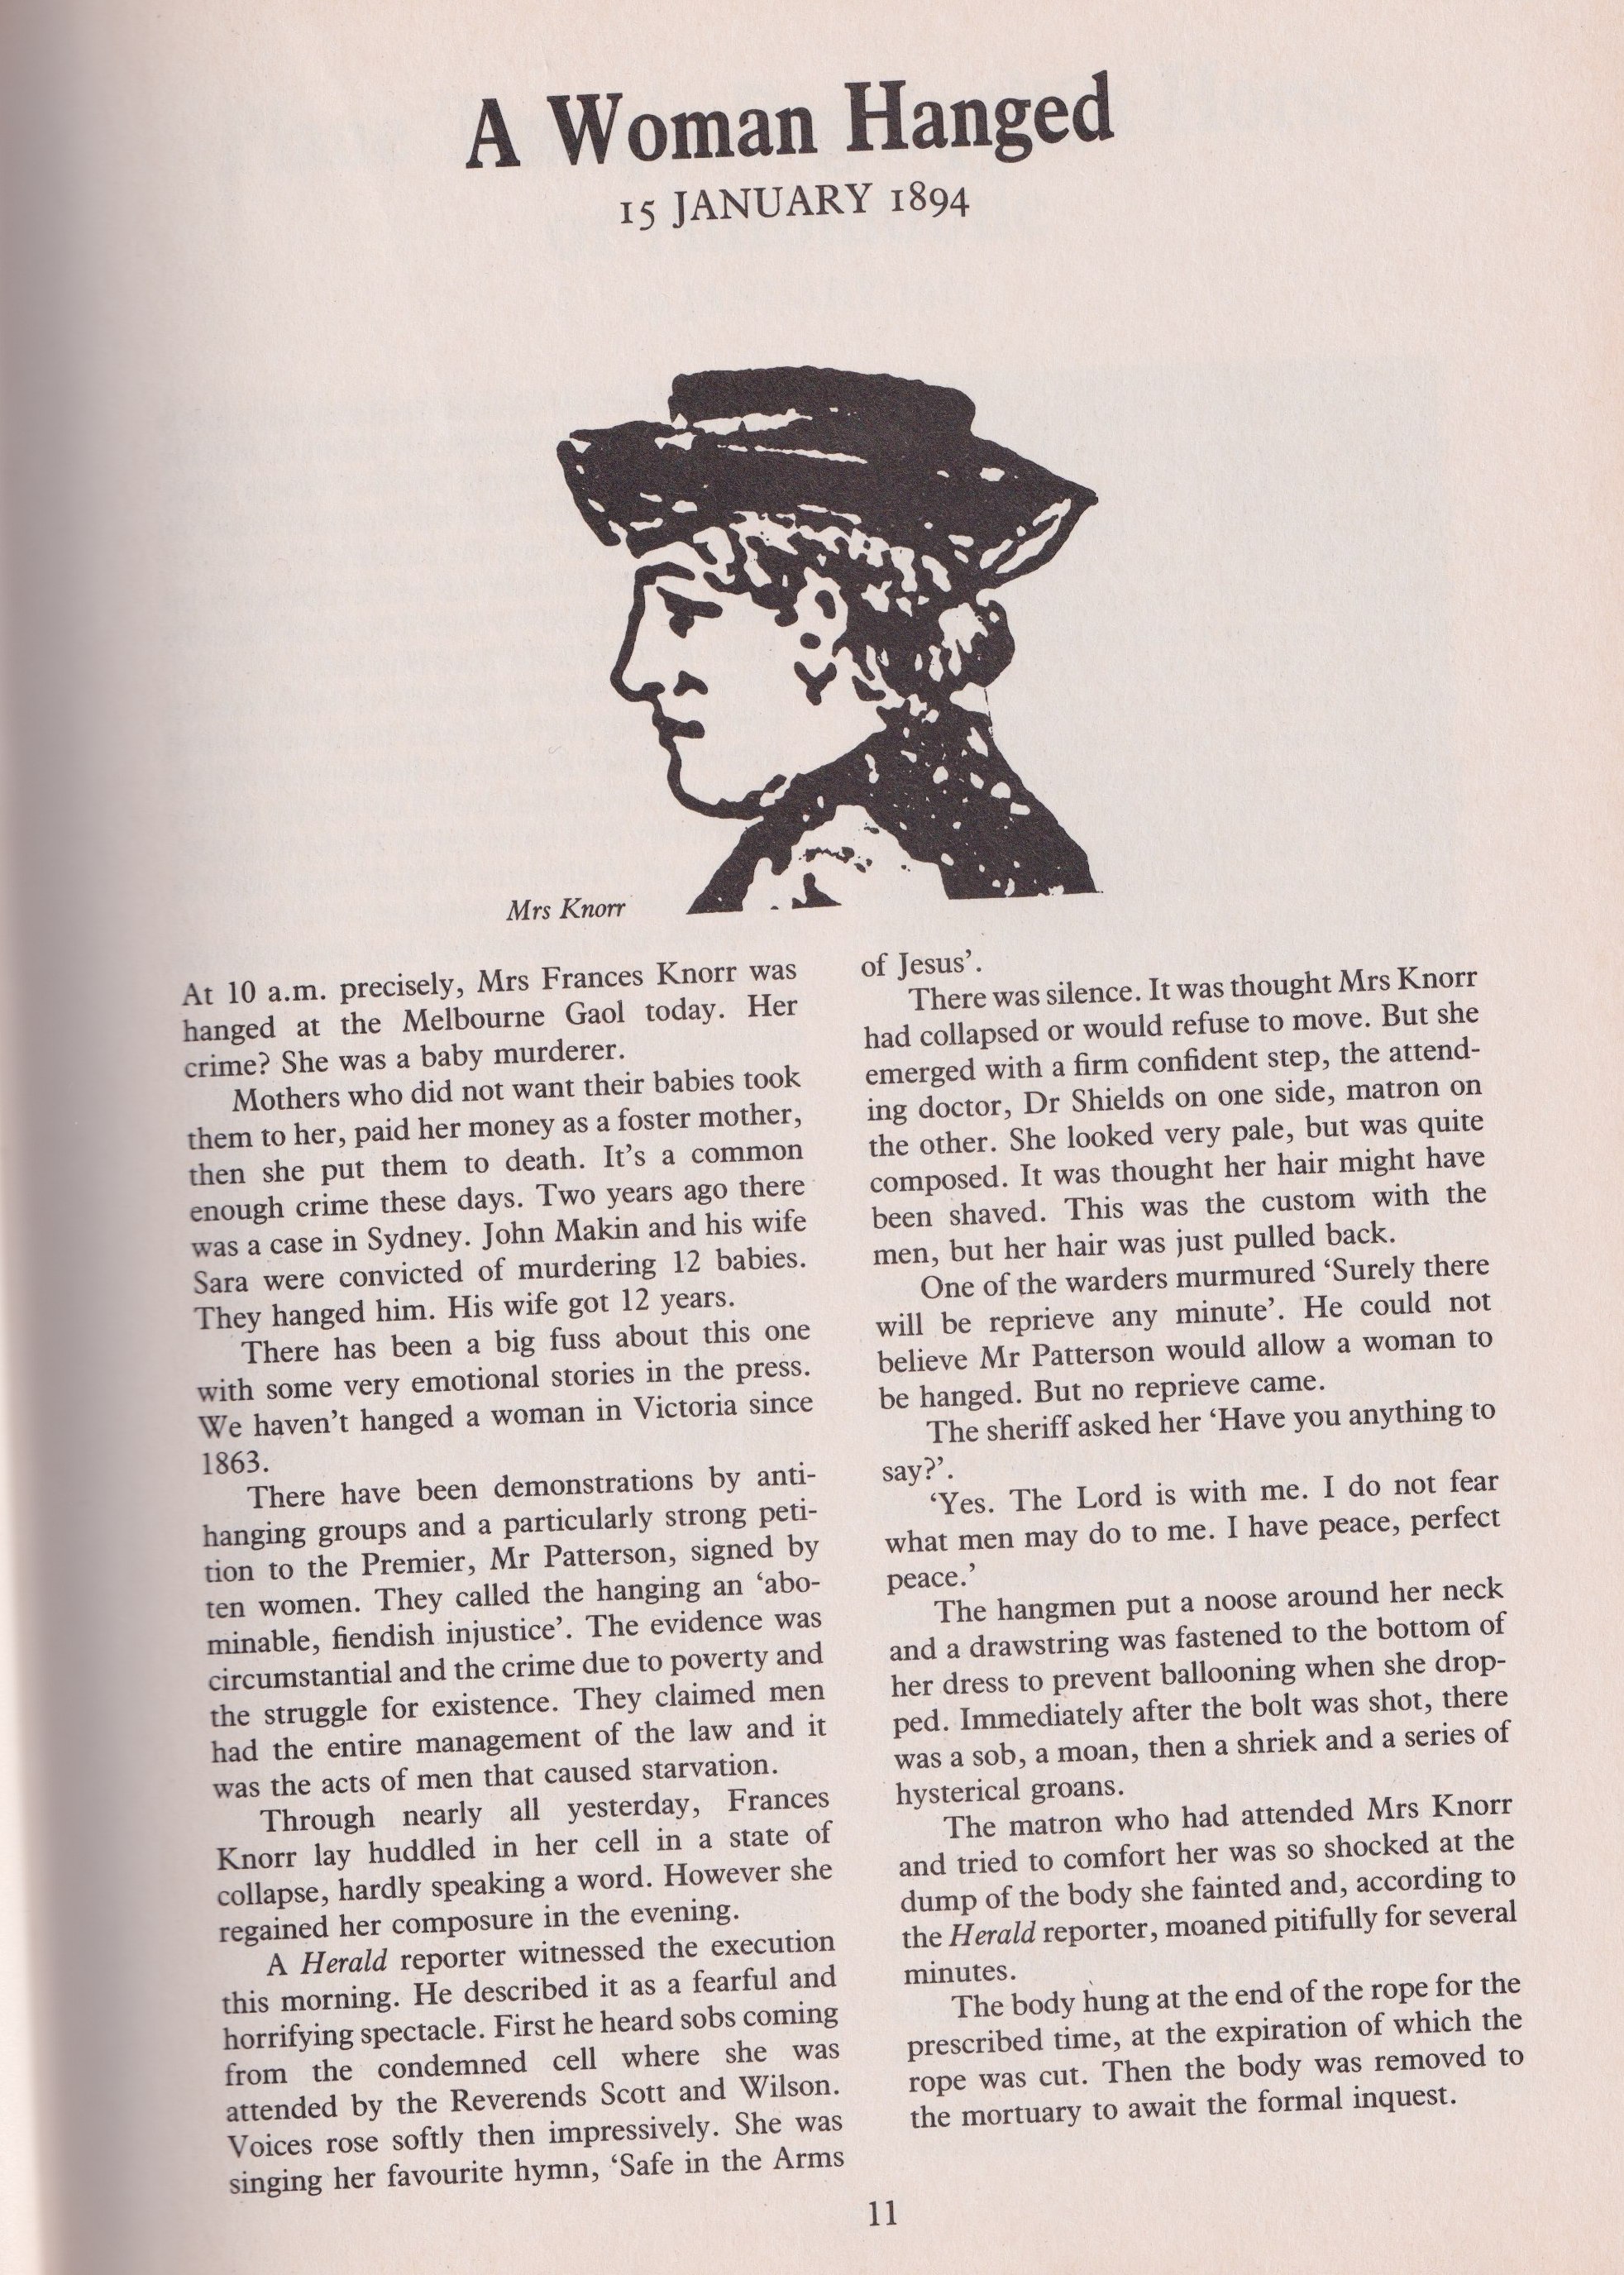 A Woman Hanged
15 JANUARY 1894
Mrs Knorr
At 10 a.m. precisely, Mrs Frances Knorr was
hanged at the Melbourne Gaol today. Her
crime? She was a baby murderer.
Mothers who did not want their babies took
them to her, paid her money as a foster mother,
then she put them to death. It's a common
enough crime these days. Two years ago there
was a case in Sydney. John Makin and his wife
Sara were convicted of murdering 12 babies.
They hanged him. His wife got 12 years.
There has been a big fuss about this one
with some very emotional stories in the press.
We haven't hanged a woman in Victoria since
1863.
There have been demonstrations by anti-
hanging groups and a particularly strong peti-
tion to the Premier, Mr Patterson, signed by
ten women. They called the hanging an ‘abo-
minable, fiendish injustice’. The evidence was
circumstantial and the crime due to poverty and
the struggle for existence. They claimed men
had the entire management of the law and it
was the acts of men that caused starvation.
Through nearly all yesterday, Frances
Knorr lay huddled in her cell in a state of
collapse, hardly speaking a word. However she
regained her composure in the evening.
A Herald reporter witnessed the execution
this morning. He described it as a fearful and
horrifying spectacle. First he heard sobs coming
from the condemned cell where she was
attended by the Reverends Scott and Wilson.
Voices rose softly then impressively. She was
singing her favourite hymn, ‘Safe in the Arms
of Jesus’.
There was silence. It was thought Mrs Knorr
had collapsed or would refuse to move. But she
emerged with a firm confident step, the attend-
ing doctor, Dr Shields on one side, matron on
the other. She looked very pale, but was quite
composed. It was thought her hair might have
been shaved. This was the custom with the
men, but her hair was just pulled back.
One of the warders murmured ‘Surely there
will be reprieve any minute’. He could not
believe Mr Patterson would allow a woman to
be hanged. But no reprieve came.
The sheriff asked her ‘Have you anything to
say?’.
‘Yes. The Lord is with me. I do not fear
what men may do to me. I have peace, perfect
peace.’
The hangmen put a noose around her neck
and a drawstring was fastened to the bottom of
her dress to prevent ballooning when she drop-
ped. Immediately after the bolt was shot, there
was a sob, a moan, then a shriek and a series of
hysterical groans.
The matron who had attended Mrs Knorr
and tried to comfort her was so shocked at the
dump of the body she fainted and, according to
the Herald reporter, moaned pitifully for several
minutes.
The body hung at the end of the rope for the
prescribed time, at the expiration of which the
rope was cut. Then the body was removed to
the mortuary to await the formal inquest.
11